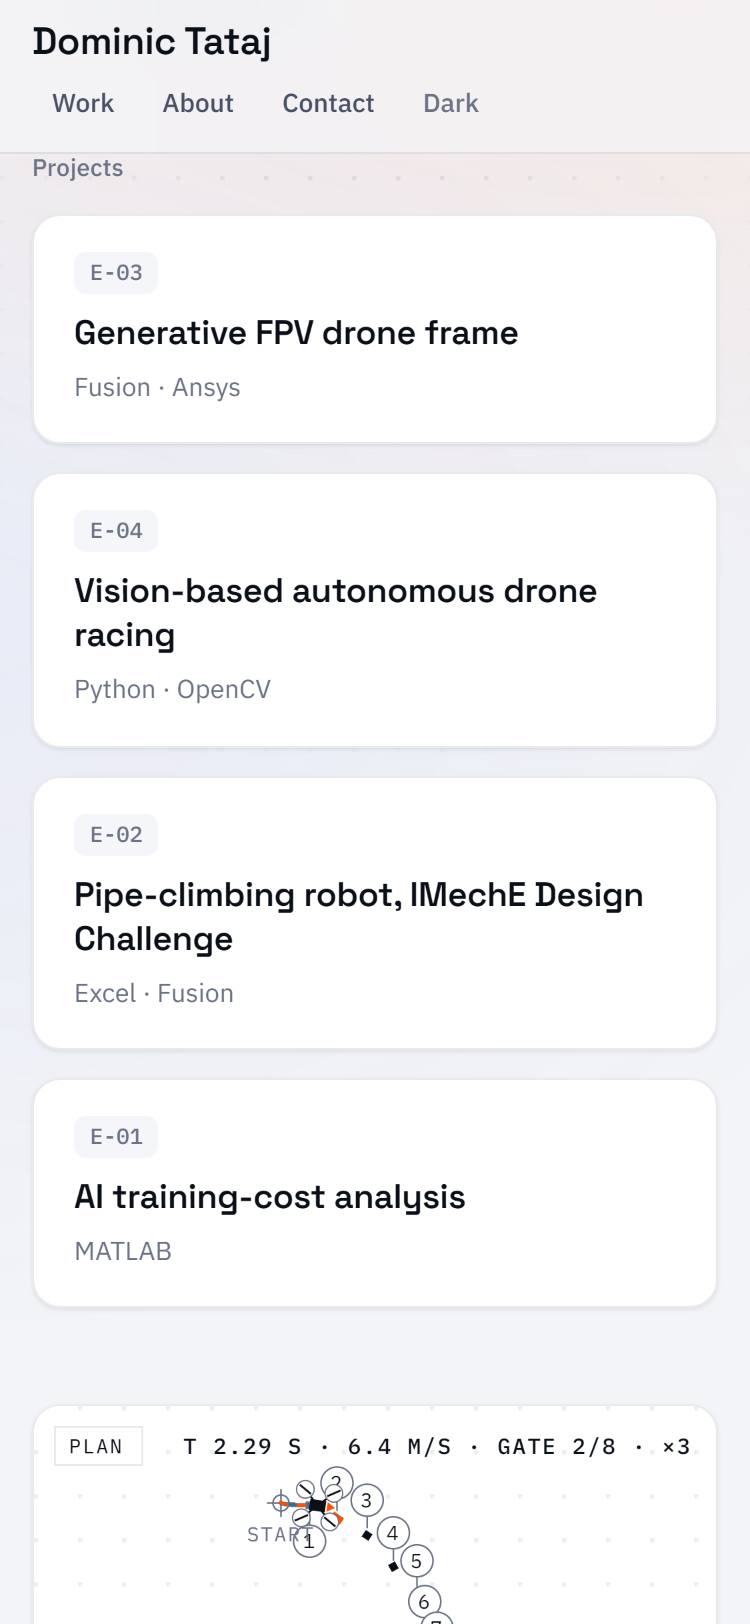 Dominic Tataj
Work About Contact Dark
Projects
E-03
Generative FPV drone frame
Fusion · Ansys
E-04
Vision-based autonomous drone
racing
Python · OpenCV
E-02
Pipe-climbing robot, IMechE Design
Challenge
Excel · Fusion
E-01
AI training-cost analysis
MATLAB
PLAN T 2.29 S · 6.4 M/S · GATE 2/8 · ×3
2
3
START
1
4
5
6
7